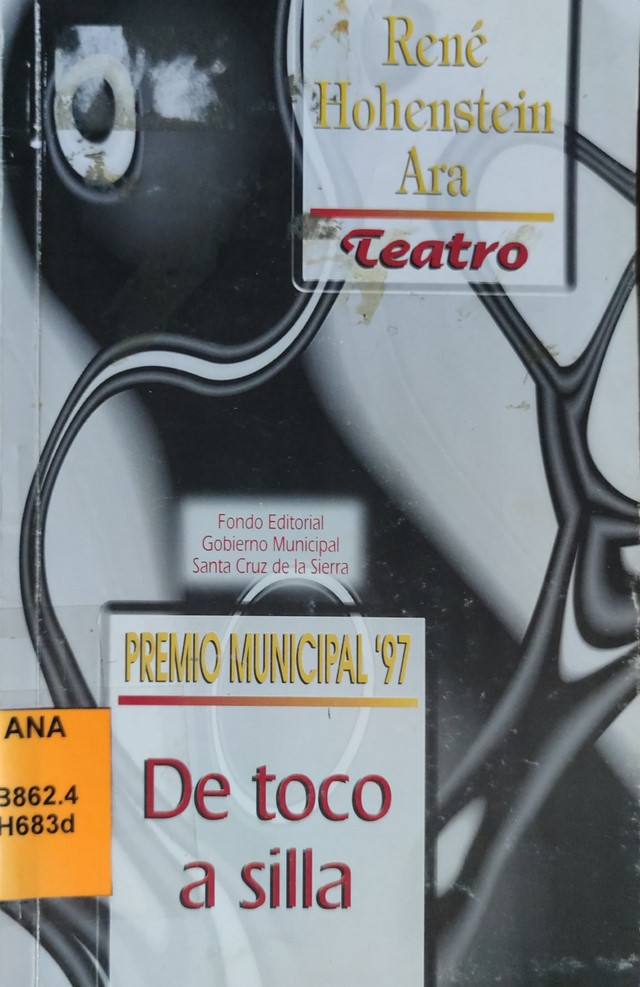 René
Hohenstein
Ara
Teatro
Fondo Editorial
Gobierno Municipal
Santa Cruz de la Sierra
PREMIO MUNICIPAL '97
De toco
a silla
ANA
B862.4
H683d